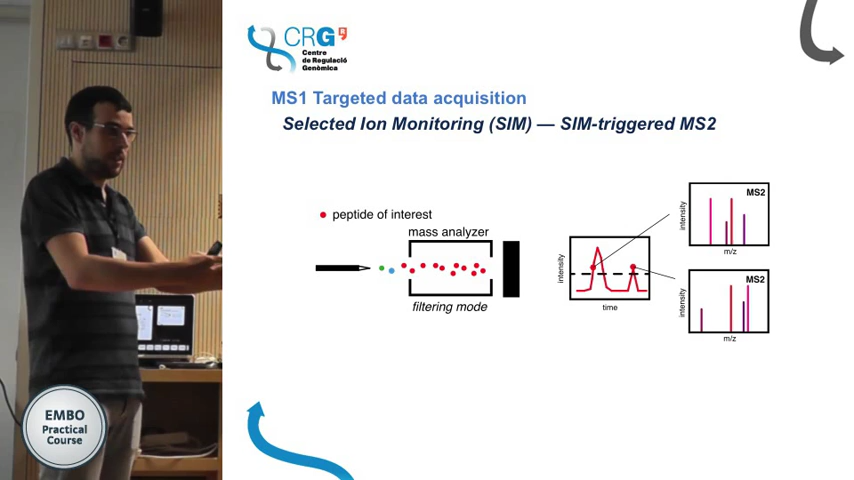 CRG
Centre
de Regulació
Genòmica
MS1 Targeted data acquisition
Selected Ion Monitoring (SIM) — SIM-triggered MS2
peptide of interest
mass analyzer
filtering mode
intensity
time
MS2
intensity
m/z
MS2
intensity
m/z
EMBO
Practical
Course